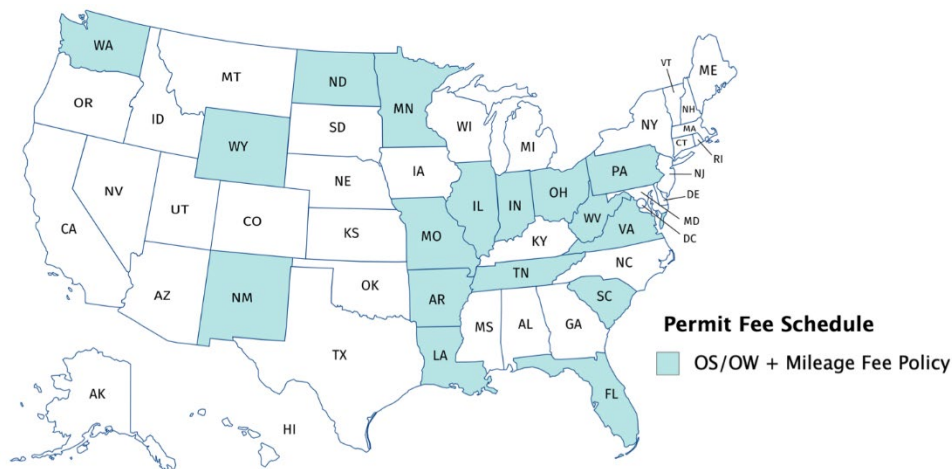 WA
MT
ND
MN
OR
ID
WY
SD
WI
MI
NY
VT
ME
NH
MA
CT
RI
NJ
DE
MD
DC
NV
UT
CO
NE
IA
IL
IN
OH
PA
WV
VA
CA
AZ
NM
KS
MO
KY
NC
TN
OK
AR
SC
MS
AL
GA
TX
LA
FL
AK
HI
Permit Fee Schedule
OS/OW + Mileage Fee Policy